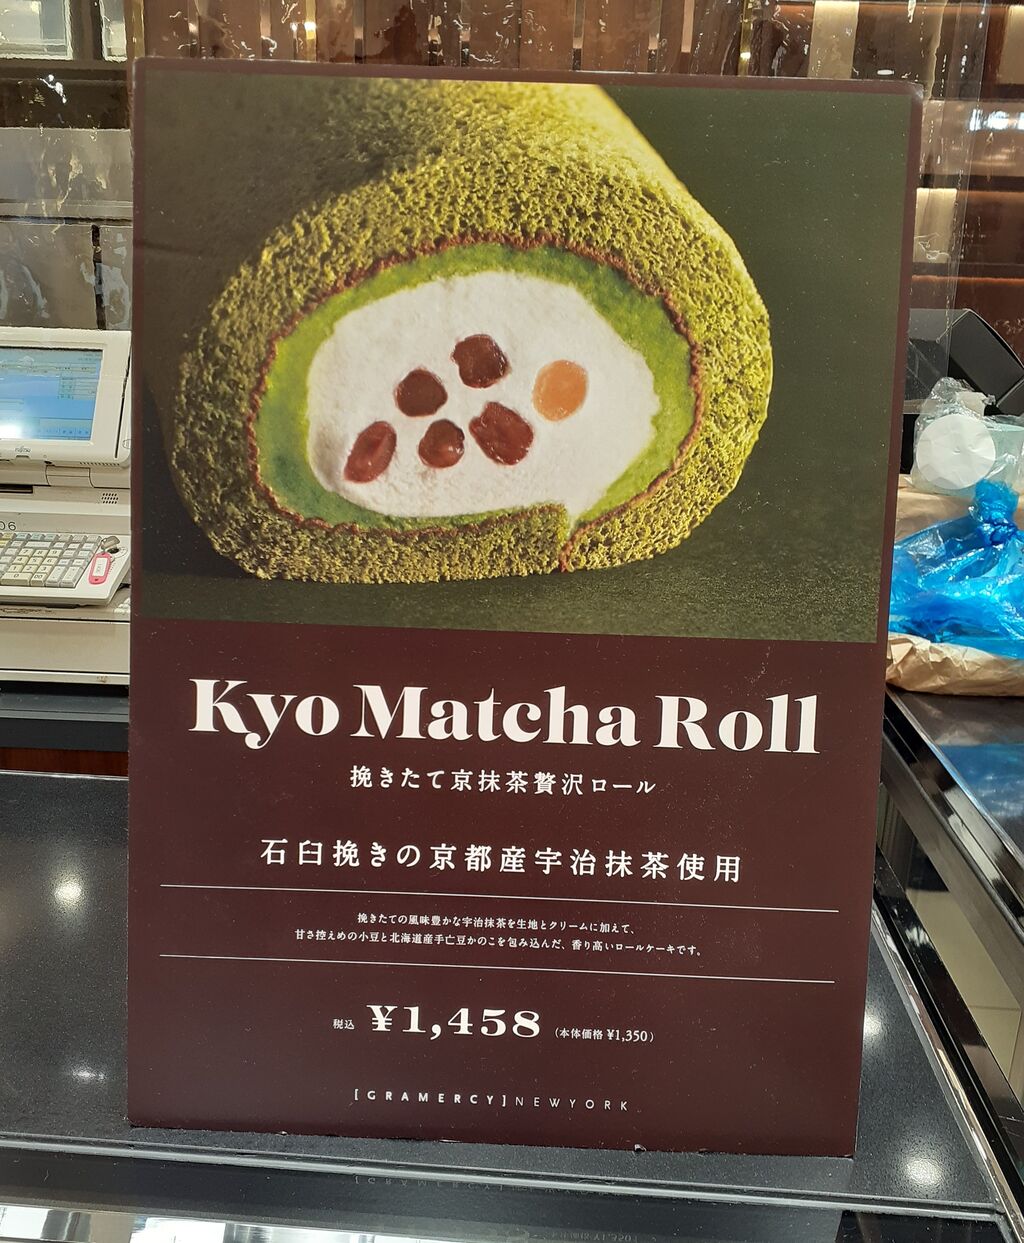 Kyo Matcha Roll
挽きたて京抹茶贅沢ロール
石臼挽きの京都産宇治抹茶使用
挽きたての風味豊かな宇治抹茶を生地とクリームに加えて、
甘さ控えめの小豆と北海道産手亡豆かのこを包み込んだ、香り高いロールケーキです。
税込 ¥1,458 (本体価格 ¥1,350)
[GRAMERCY]NEWYORK
FUJITSU
06